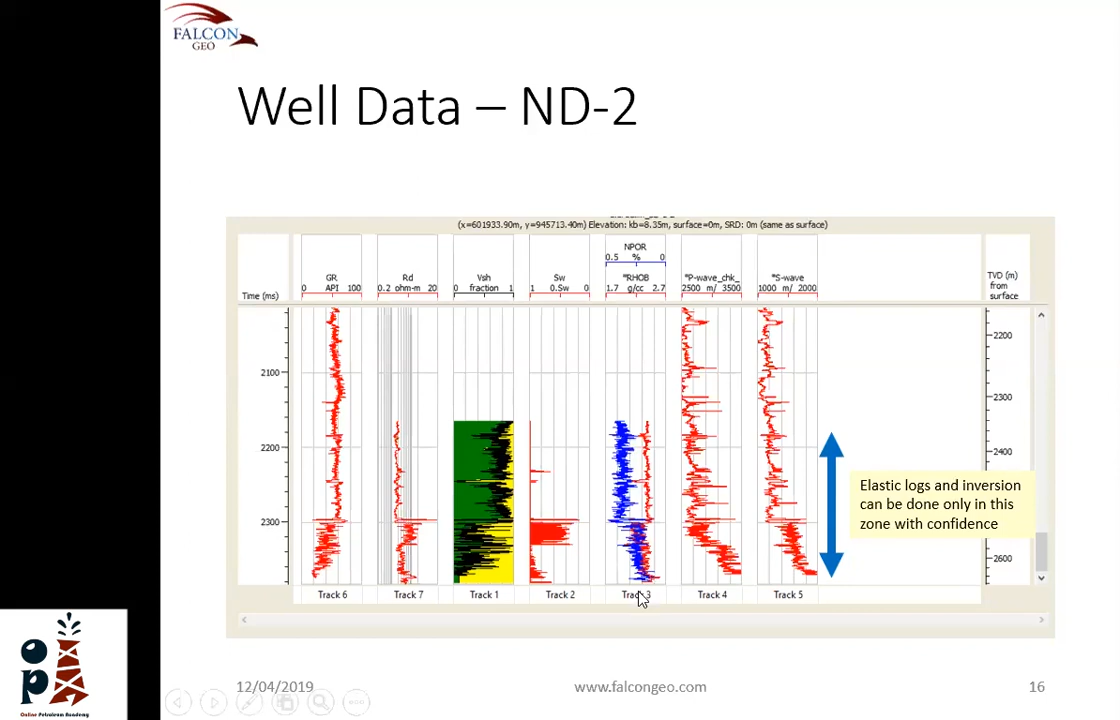 FALCON
GEO
Well Data – ND-2
(x=601933.90m, y=945713.40m) Elevation: kb=8.35m, surface=0m, SRD: 0m (same as surface)
NPOR
0.5 % 0
GR Rd Vsh Sw *RHOB *P-wave_chk_ *S-wave
0 API 100 0.2 ohm-m 20 0 fraction 1 1 0.Sw 0 1.7 g/cc 2.7 2500 m/ 3500 1000 m/ 2000
TVD (m)
from
surface
Time (ms)
2200
2100
2300
2200
2400
2300
2600
Elastic logs and inversion
can be done only in this
zone with confidence
Track 6 Track 7 Track 1 Track 2 Track 3 Track 4 Track 5
OPA
Online Petroleum Academy
12/04/2019 www.falcongeo.com 16